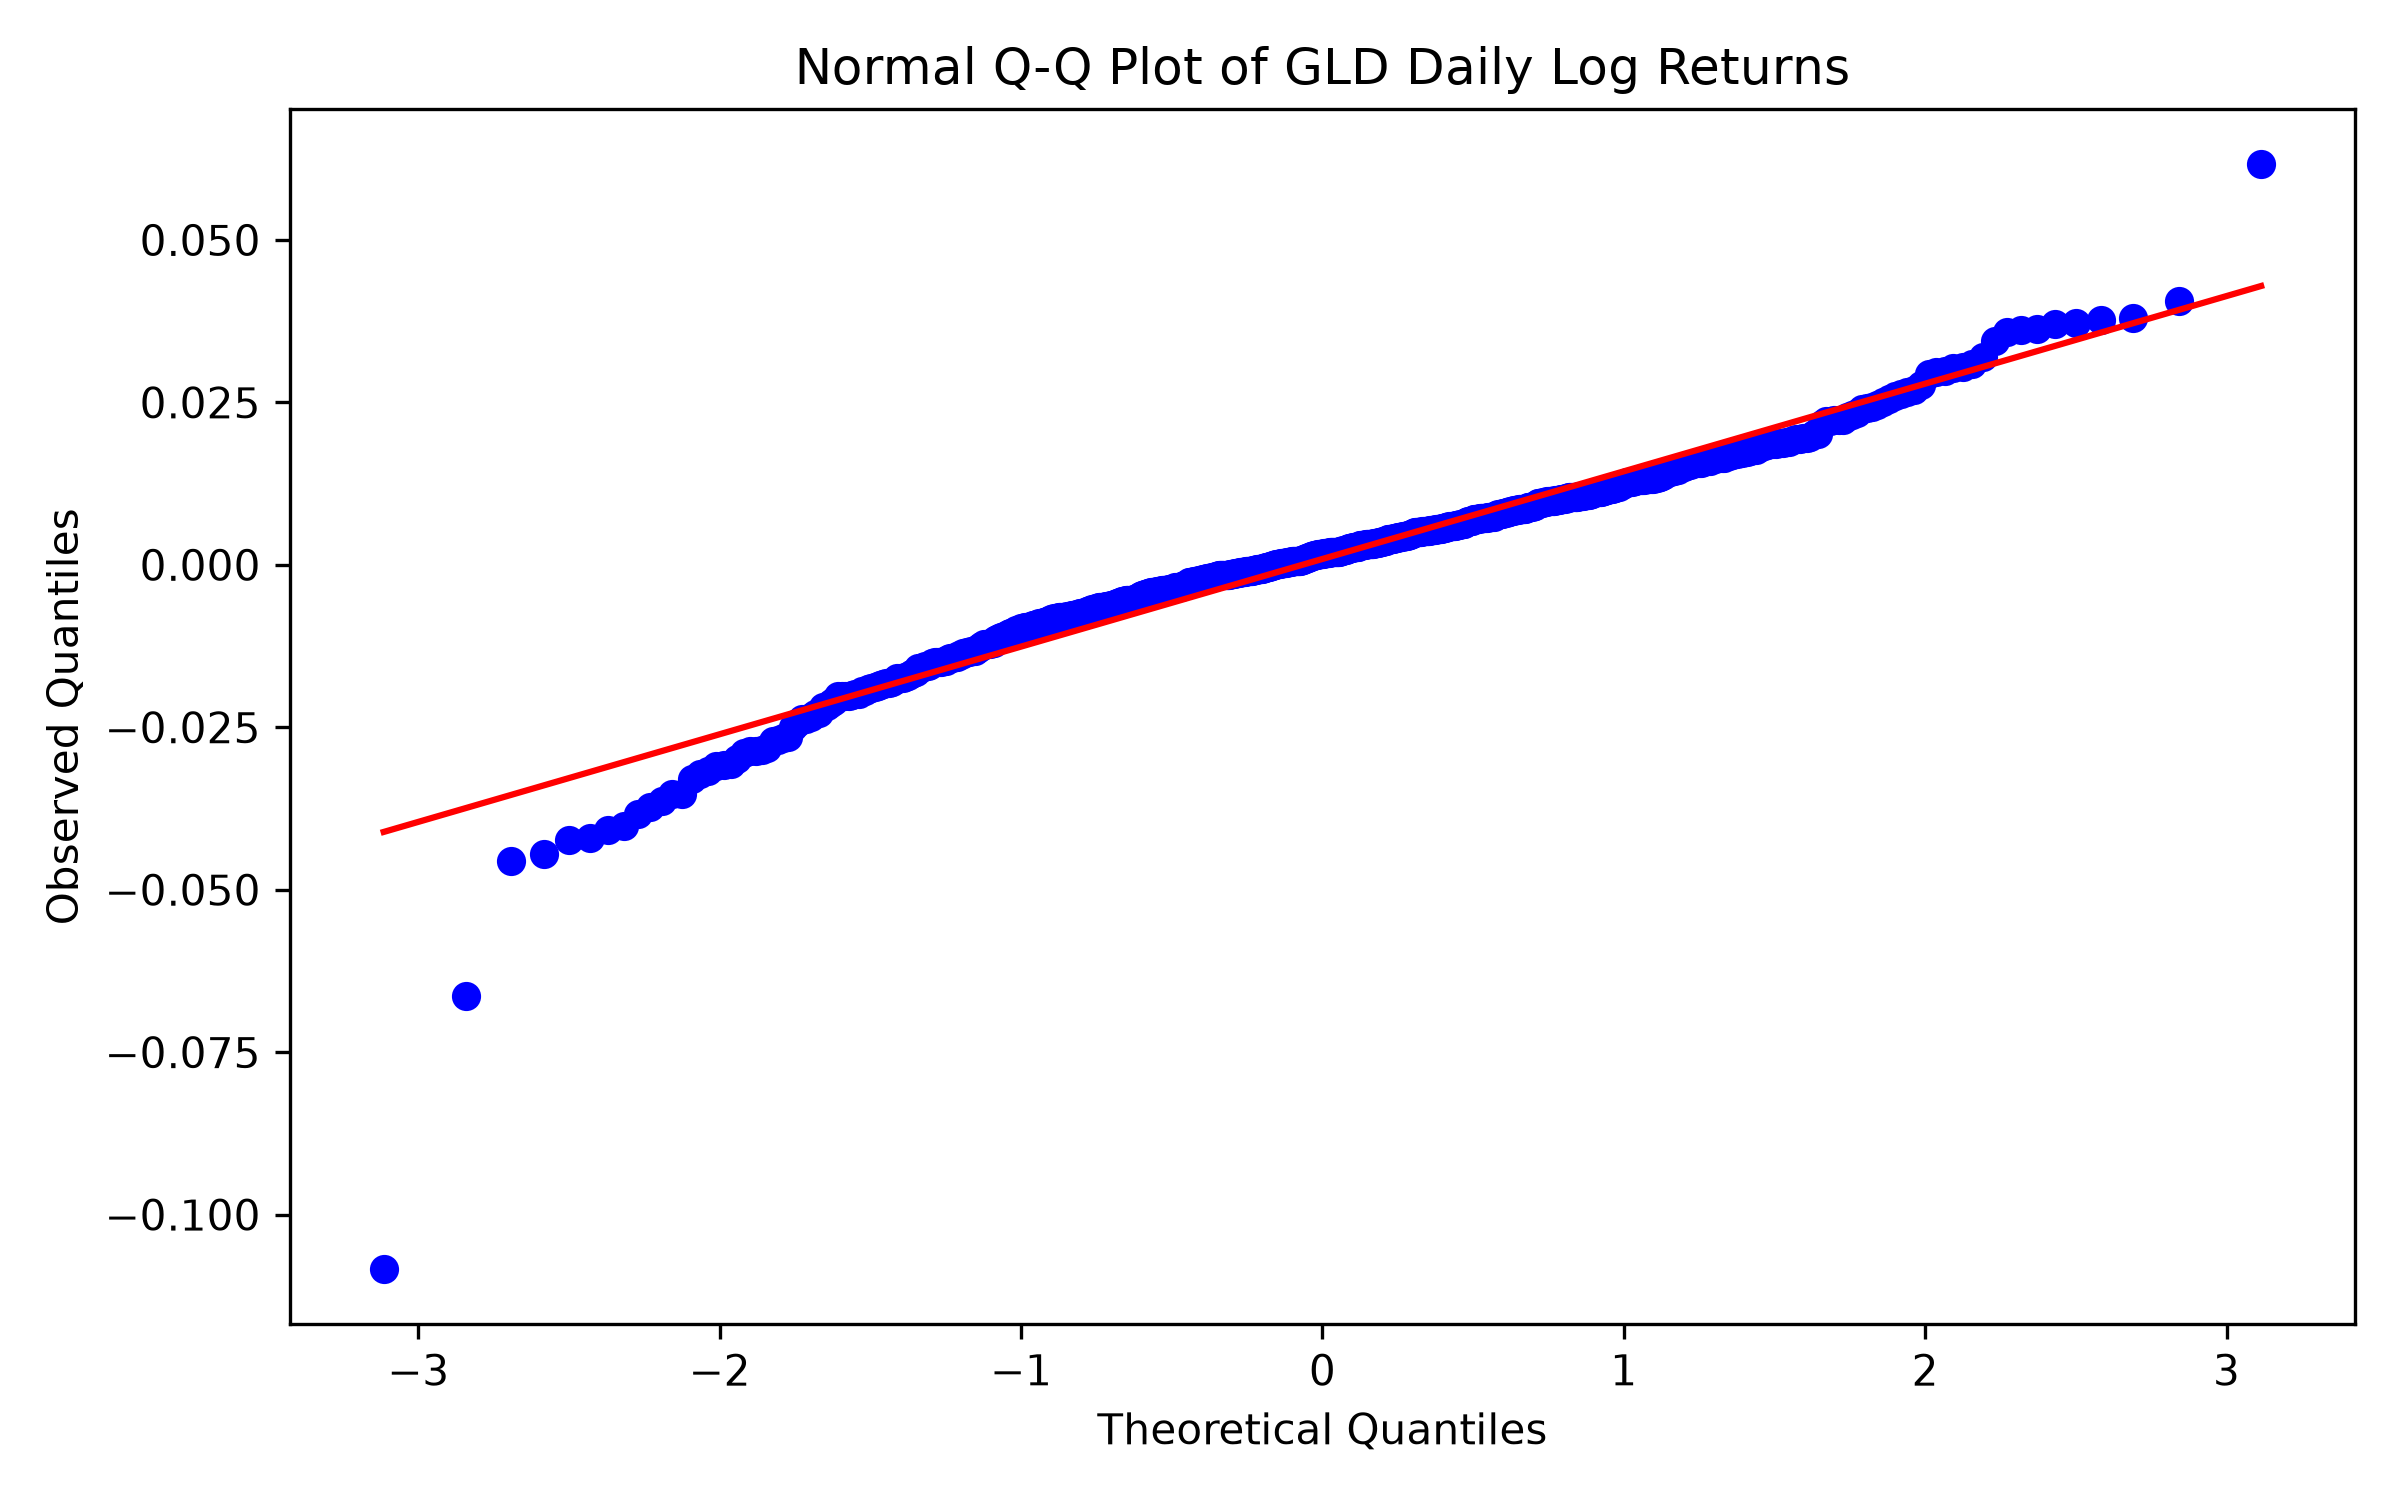 Normal Q-Q Plot of GLD Daily Log Returns
0.050
0.025
0.000
−0.025
−0.050
−0.075
−0.100
Observed Quantiles
−3 −2 −1 0 1 2 3
Theoretical Quantiles